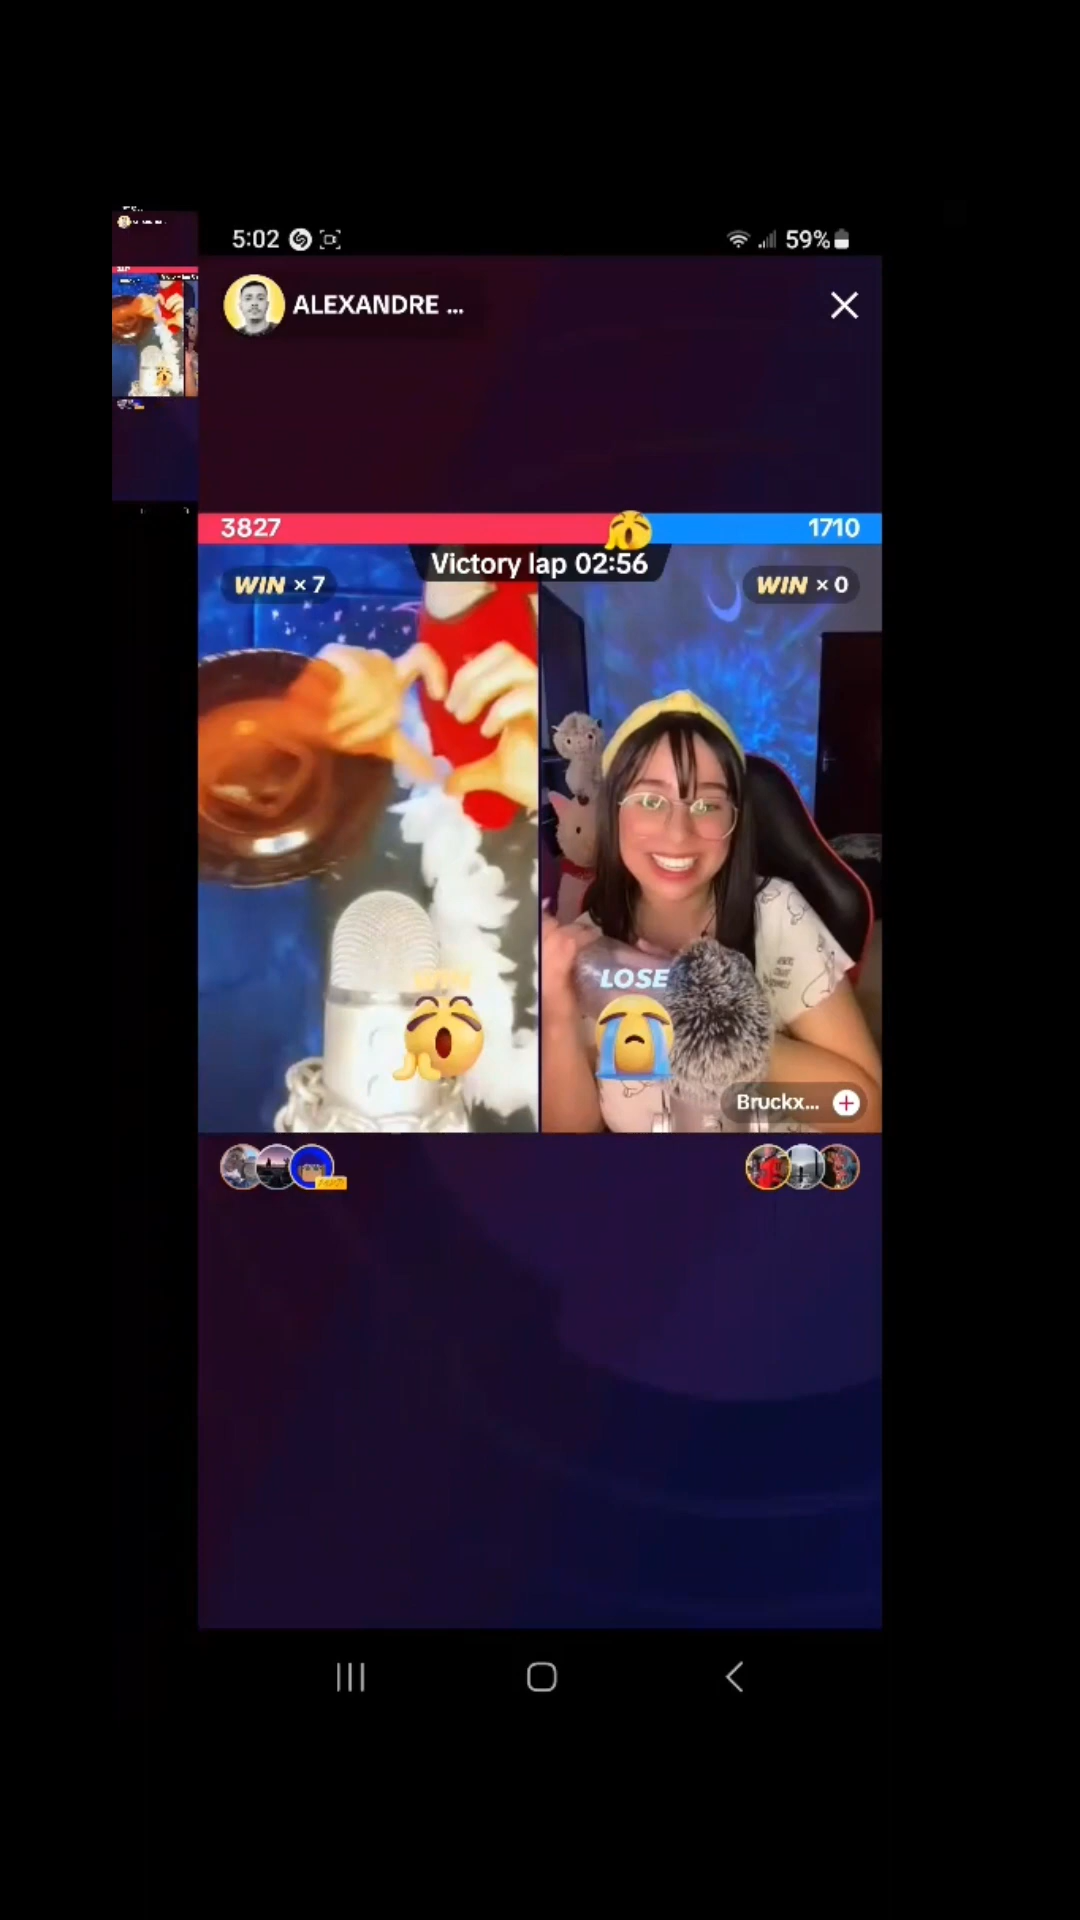 5:02
59%
ALEXANDRE ...
3827
1710
Victory lap 02:56
WIN × 7
WIN × 0
LOSE
Bruckx...